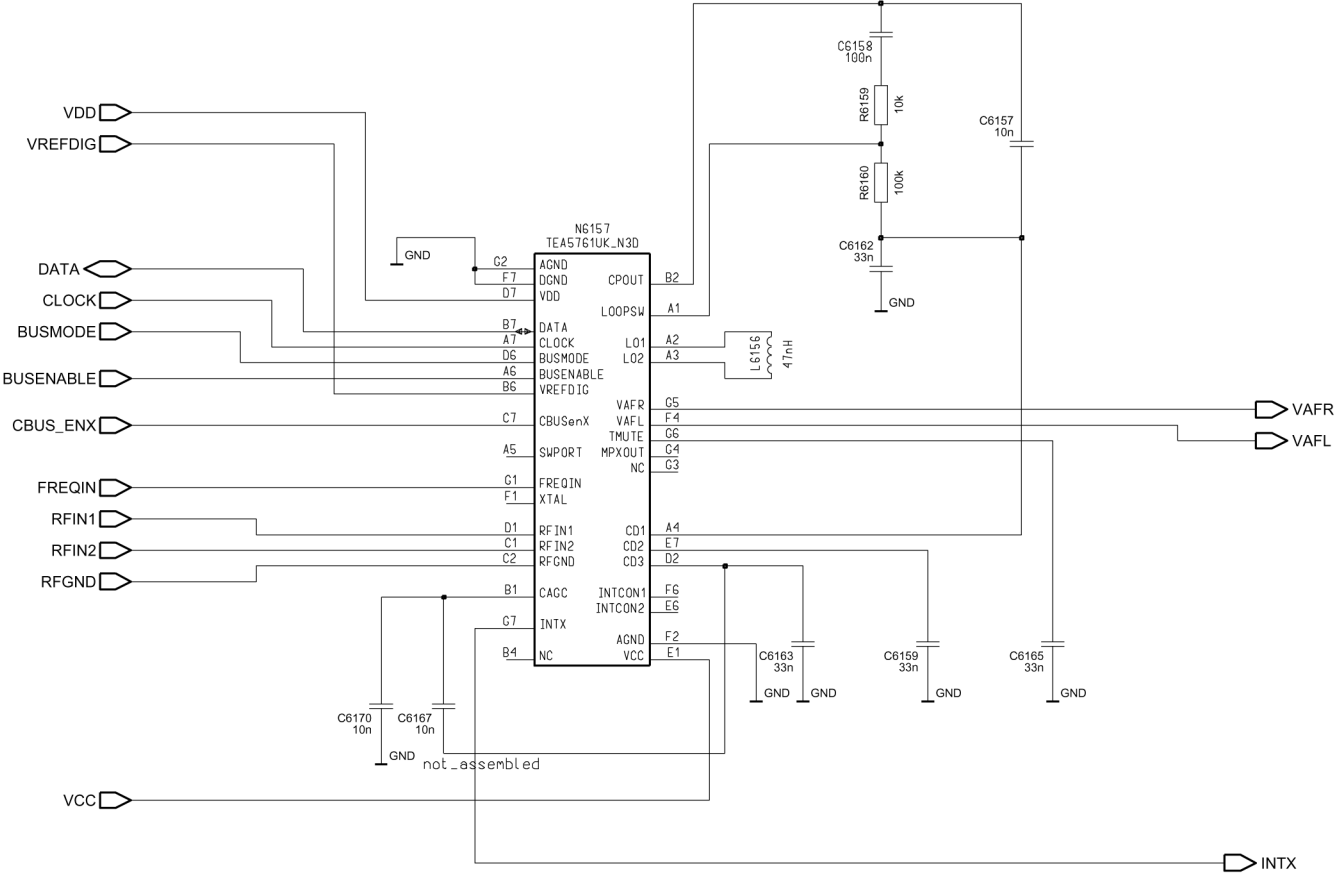 C6158
100n
R6159
10k
C6157
10n
VDD
VREFDIG
R6160
100k
N6157
TEA5761UK_N3D
GND
C6162
33n
GND
DATA
CLOCK
BUSMODE
BUSENABLE
CBUS_ENX
FREQIN
RFIN1
RFIN2
RFGND
G2 AGND
F7 DGND
D7 VDD
B7 DATA
A7 CLOCK
D6 BUSMODE
A6 BUSENABLE
B6 VREFDIG
C7 CBUSenX
A5 SWPORT
G1 FREQIN
F1 XTAL
D1 RFIN1
C1 RFIN2
C2 RFGND
B1 CAGC
G7 INTX
B4 NC
CPOUT B2
LOOPSW A1
LO1 A2
LO2 A3
VAFR G5
VAFL F4
TMUTE G6
MPXOUT G4
NC G3
CD1 A4
CD2 E7
CD3 D2
INTCON1 F6
INTCON2 E6
AGND F2
VCC E1
L6156
47nH
VAFR
VAFL
C6163
33n
C6159
33n
C6165
33n
GND
GND
GND
GND
C6170
10n
C6167
10n
GND
not_assembled
VCC
INTX